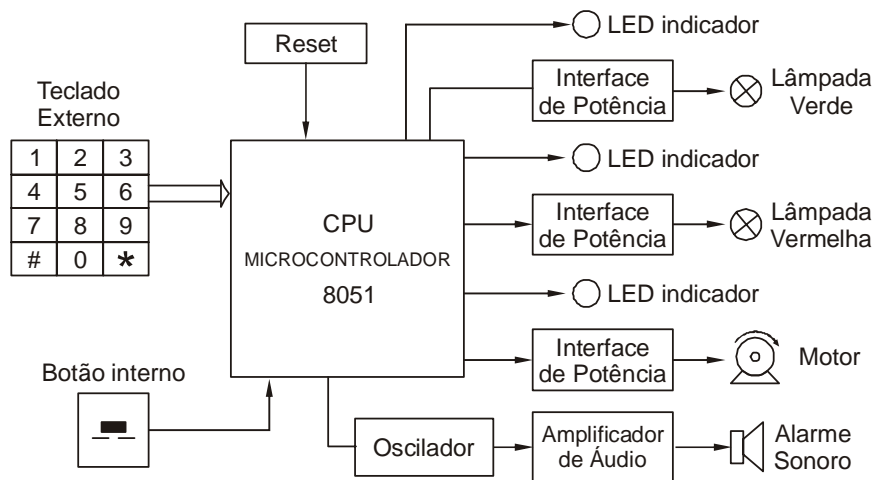 Reset
LED indicador
Teclado
Externo
Interface
de Potência
Lâmpada
Verde
1 2 3
4 5 6
7 8 9
# 0 *
LED indicador
CPU
MICROCONTROLADOR
8051
Interface
de Potência
Lâmpada
Vermelha
LED indicador
Botão interno
Interface
de Potência
Motor
Oscilador
Amplificador
de Áudio
Alarme
Sonoro